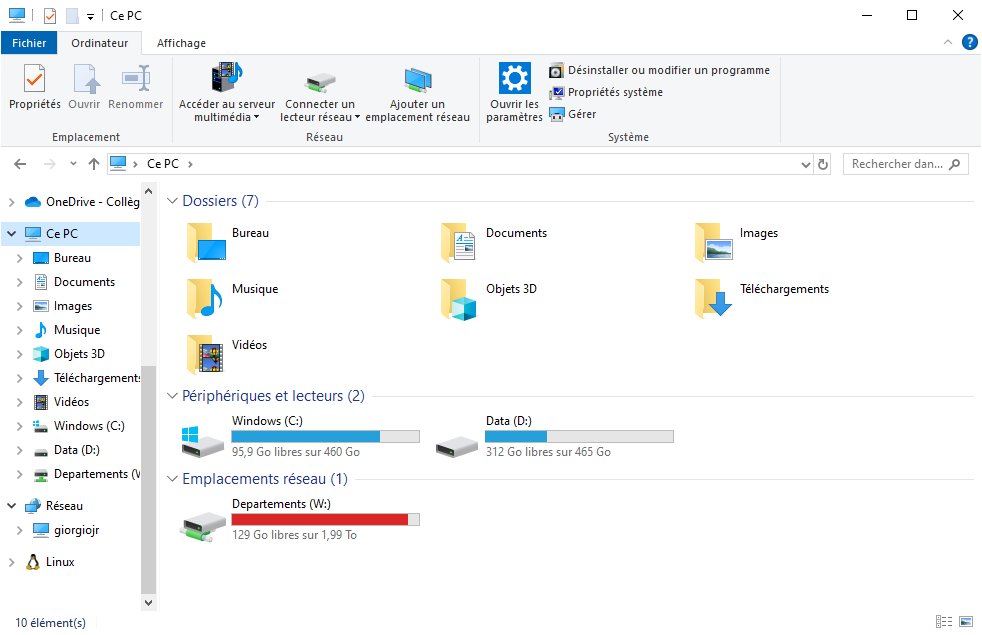 Ce PC
Fichier
Ordinateur
Affichage
Propriétés
Ouvrir
Renommer
Accéder au serveur
multimédia
Connecter un
lecteur réseau
Ajouter un
emplacement réseau
Ouvrir les
paramètres
Désinstaller ou modifier un programme
Propriétés système
Gérer
Emplacement
Réseau
Système
Ce PC
Rechercher dan...
OneDrive - Collèg
Ce PC
Bureau
Documents
Images
Musique
Objets 3D
Téléchargements
Vidéos
Windows (C:)
Data (D:)
Departements (W
Réseau
giorgiojr
Linux
Dossiers (7)
Bureau
Documents
Images
Musique
Objets 3D
Téléchargements
Vidéos
Périphériques et lecteurs (2)
Windows (C:)
95,9 Go libres sur 460 Go
Data (D:)
312 Go libres sur 465 Go
Emplacements réseau (1)
Departements (W:)
129 Go libres sur 1,99 To
10 élément(s)